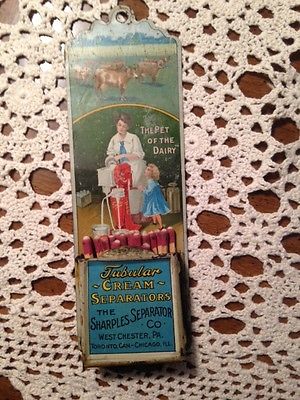 THE PET
OF THE
DAIRY
Tubular
~ CREAM ~
SEPARATORS
THE
SHARPLES SEPARATOR
CO.
WEST CHESTER, PA.
TORONTO, CAN - CHICAGO, ILL.